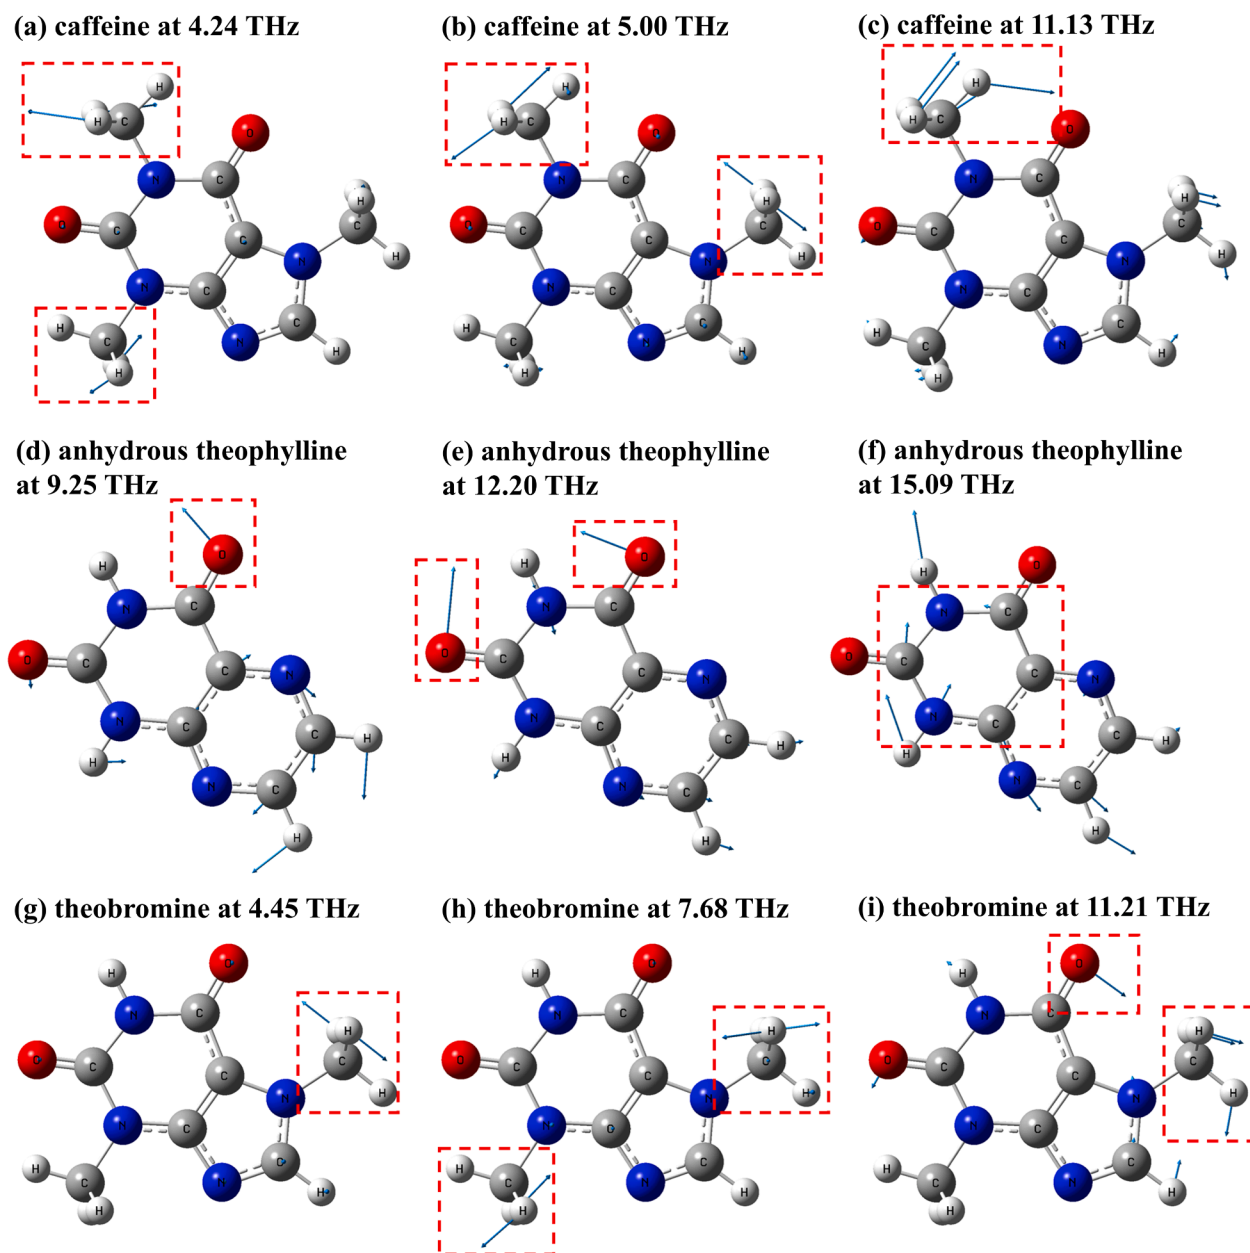 (a) caffeine at 4.24 THz
(b) caffeine at 5.00 THz
(c) caffeine at 11.13 THz
H
H
C
O
N
C
H
O
C
C
C
H
N
N
C
H
C
N
C
H
H
H
H
C
O
N
C
H
O
C
C
C
H
N
N
C
H
C
N
C
H
H
H
H
C
O
N
C
H
O
C
C
C
H
N
N
C
H
C
N
C
H
H
(d) anhydrous theophylline
at 9.25 THz
(e) anhydrous theophylline
at 12.20 THz
(f) anhydrous theophylline
at 15.09 THz
O
H
N
C
O
C
C
N
N
C
C
H
H
N
C
H
O
H
N
C
O
C
C
N
N
C
C
H
H
N
C
H
O
H
N
C
O
C
C
N
N
C
C
H
H
N
C
H
(g) theobromine at 4.45 THz
(h) theobromine at 7.68 THz
(i) theobromine at 11.21 THz
O
H
N
C
H
O
C
C
C
H
N
N
C
H
C
N
C
H
H
O
H
N
C
H
O
C
C
C
H
N
N
C
H
C
N
C
H
H
O
H
N
C
H
O
C
C
C
H
N
N
C
H
C
N
C
H
H